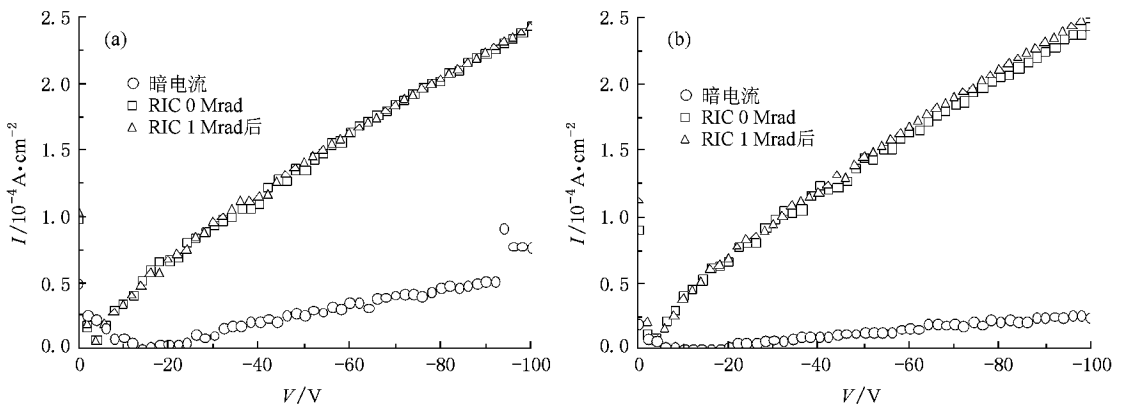 (a)
○ 暗电流
□ RIC 0 Mrad
△ RIC 1 Mrad后
I/10⁻⁴A·cm⁻²
2.5
2.0
1.5
1.0
0.5
0.0
0 -20 -40 -60 -80 -100
V/V
(b)
○ 暗电流
□ RIC 0 Mrad
△ RIC 1 Mrad后
I/10⁻⁴A·cm⁻²
2.5
2.0
1.5
1.0
0.5
0.0
0 -20 -40 -60 -80 -100
V/V